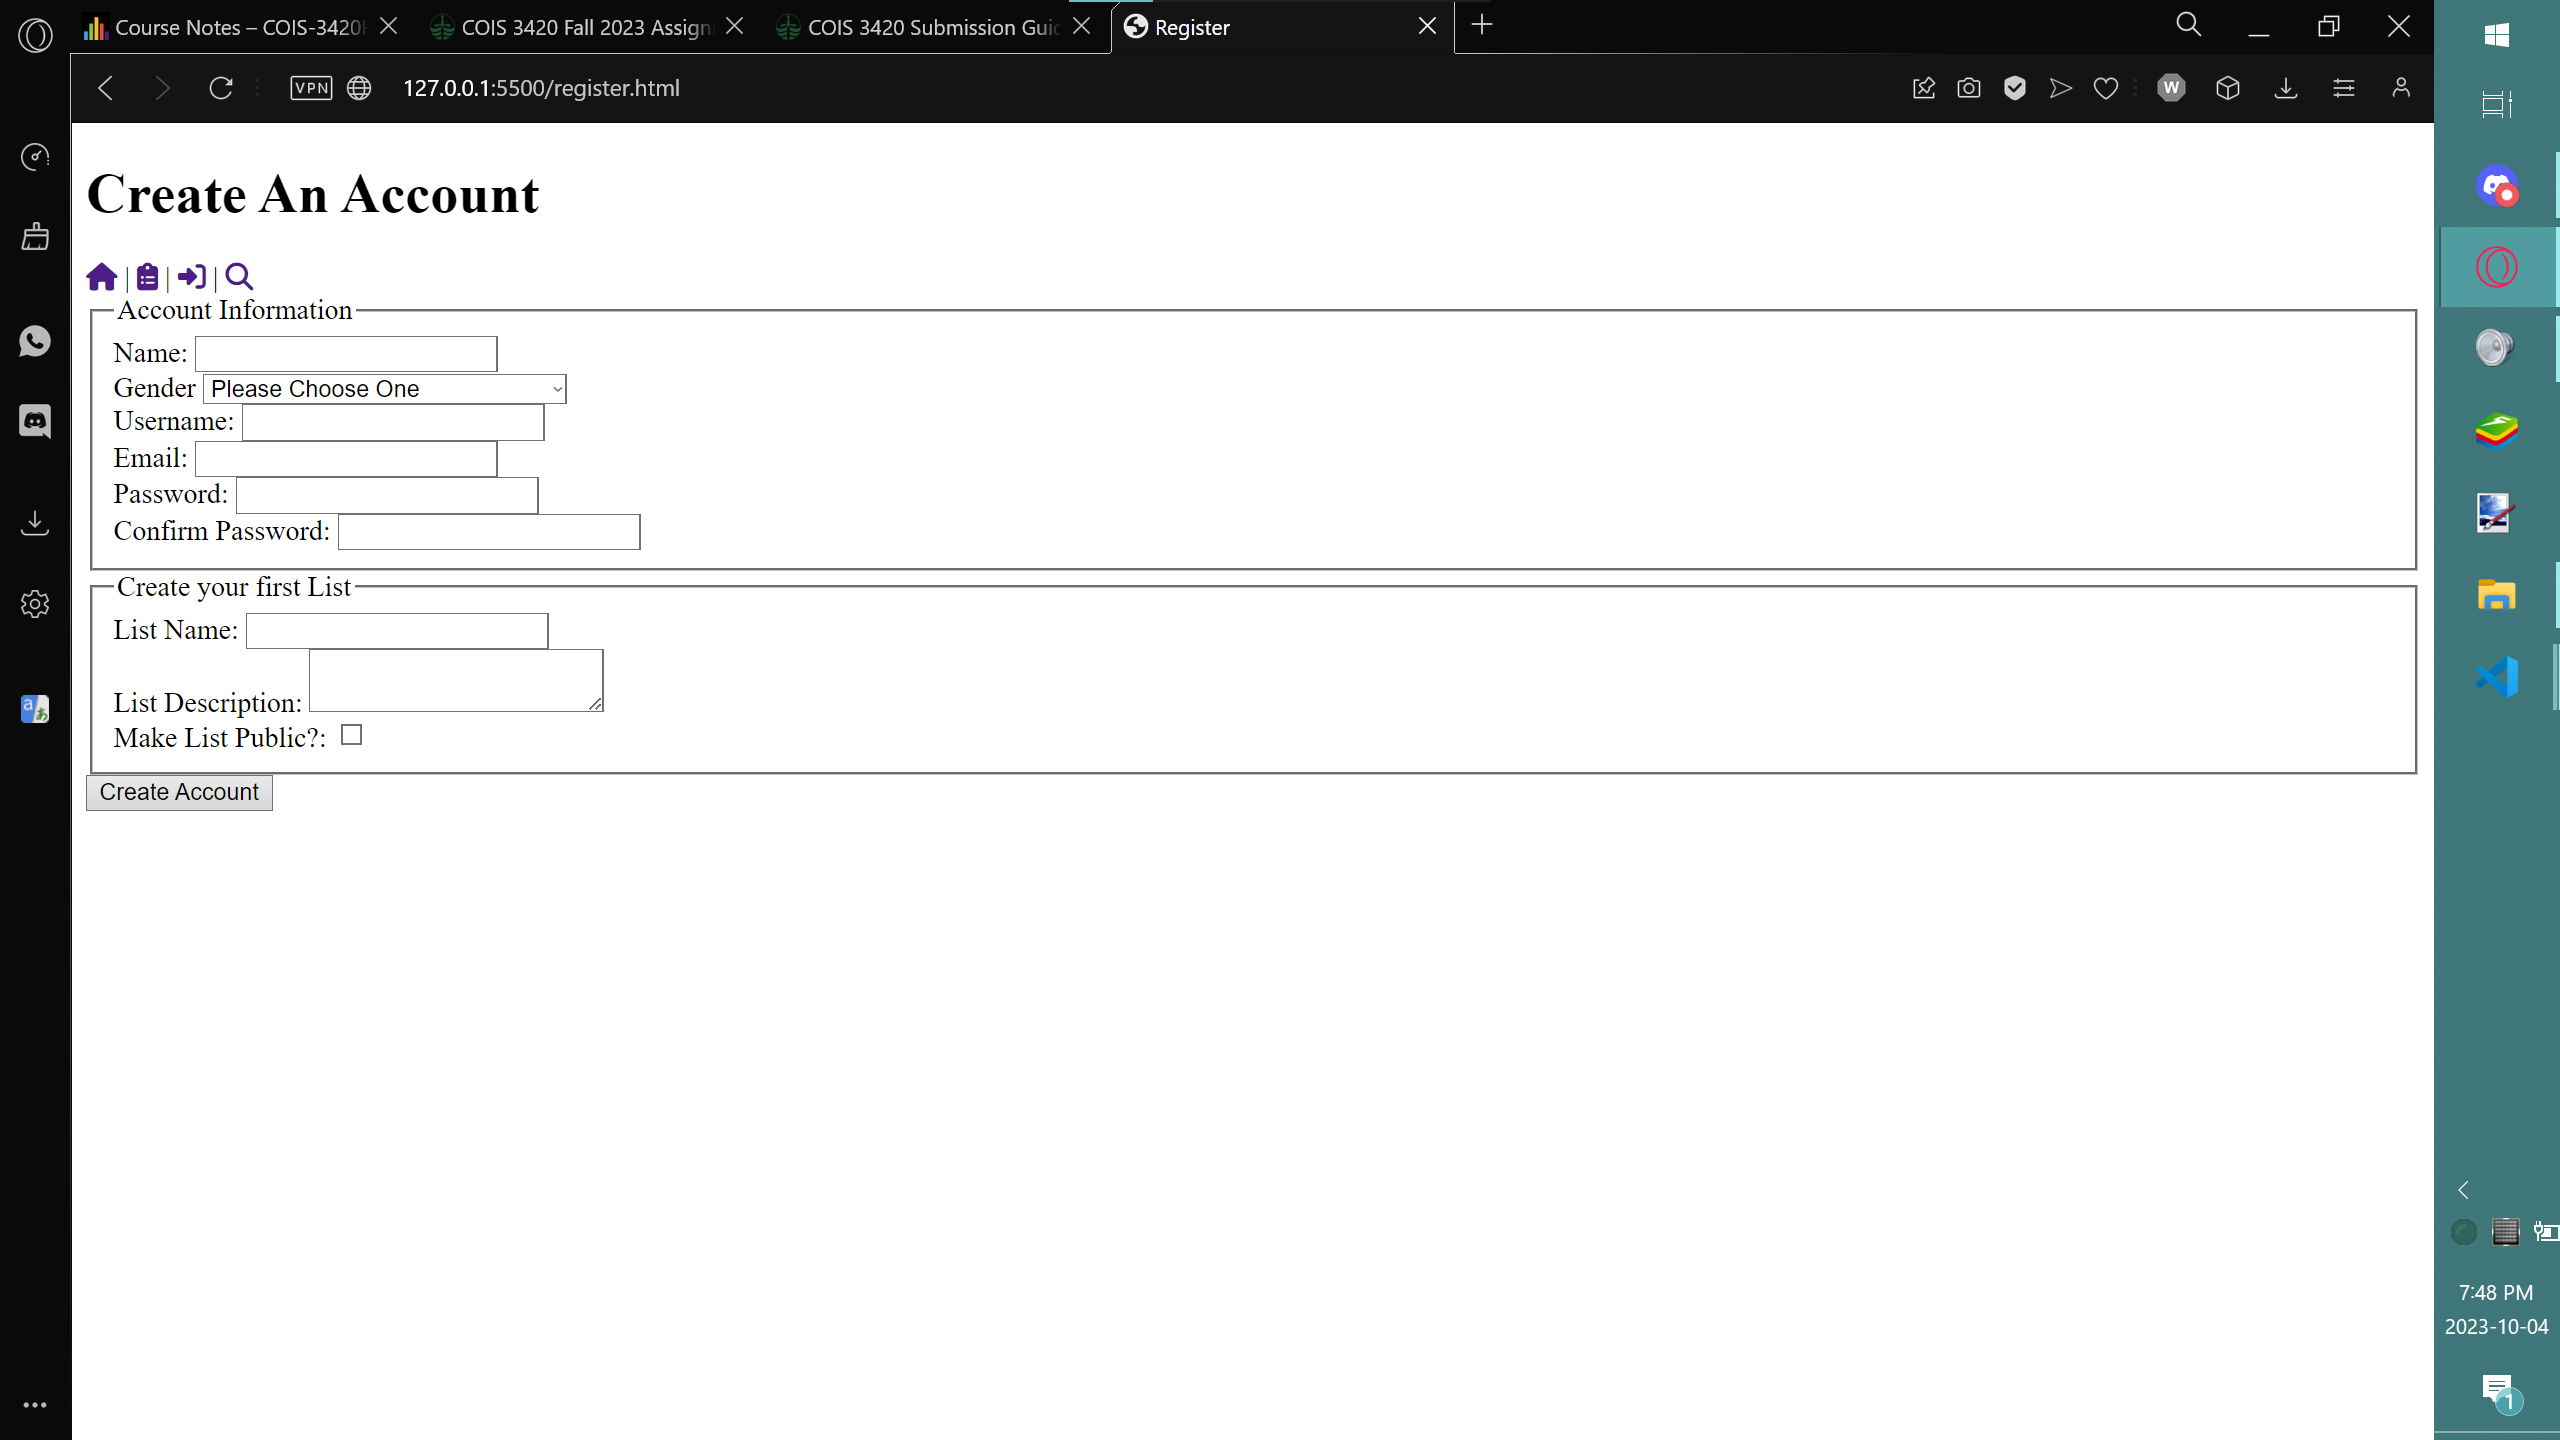 Course Notes – COIS-3420H
COIS 3420 Fall 2023 Assign
COIS 3420 Submission Guid
Register
VPN
127.0.0.1:5500/register.html
W
Create An Account
| | |
Account Information
Name:
Gender Please Choose One
Username:
Email:
Password:
Confirm Password:
Create your first List
List Name:
List Description:
Make List Public?:
Create Account
7:48 PM
2023-10-04
1